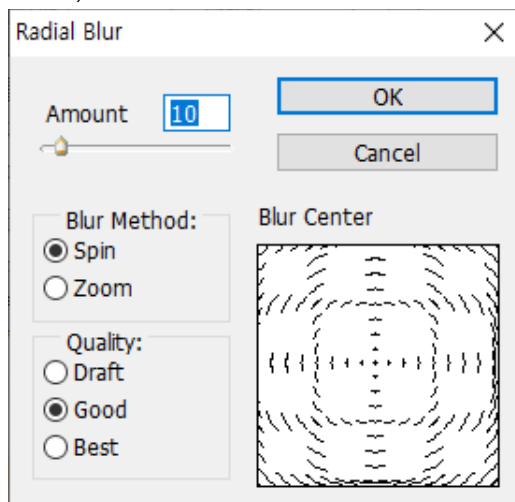 Radial Blur
Amount 10
OK
Cancel
Blur Method:
Spin
Zoom
Quality:
Draft
Good
Best
Blur Center